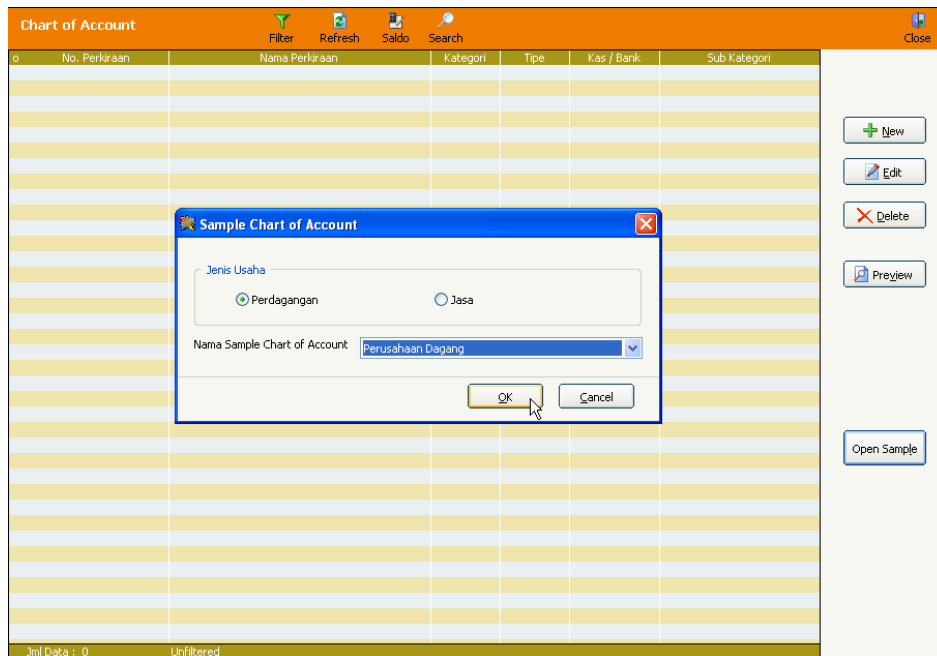 Chart of Account
Filter Refresh Saldo Search Close
o No. Perkiraan Nama Perkiraan Kategori Tipe Kas / Bank Sub Kategori
New
Edit
Delete
Preview
Open Sample
Sample Chart of Account
Jenis Usaha
Perdagangan Jasa
Nama Sample Chart of Account Perusahaan Dagang
OK Cancel
Jml Data : 0 Unfiltered